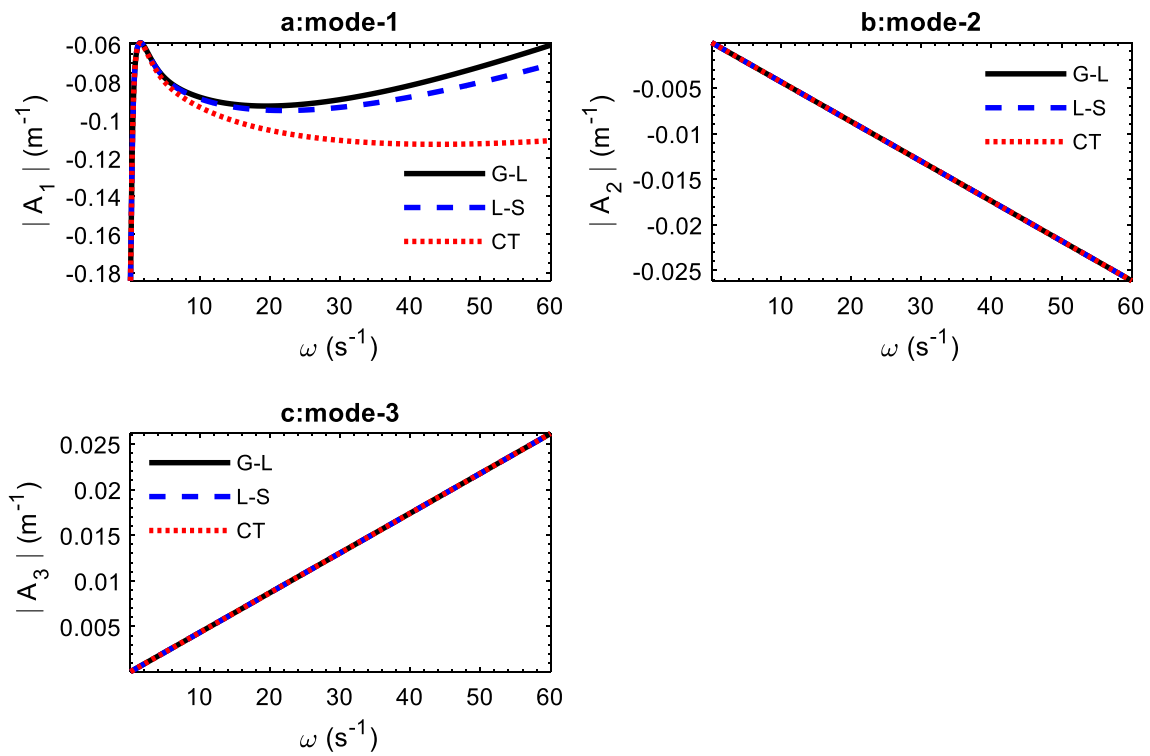 a:mode-1
-0.06
-0.08
-0.1
-0.12
-0.14
-0.16
-0.18
| A1 | (m-1)
G-L
L-S
CT
10 20 30 40 50 60
ω (s-1)
b:mode-2
-0.005
-0.01
-0.015
-0.02
-0.025
| A2 | (m-1)
G-L
L-S
CT
10 20 30 40 50 60
ω (s-1)
c:mode-3
0.025
0.02
0.015
0.01
0.005
| A3 | (m-1)
G-L
L-S
CT
10 20 30 40 50 60
ω (s-1)